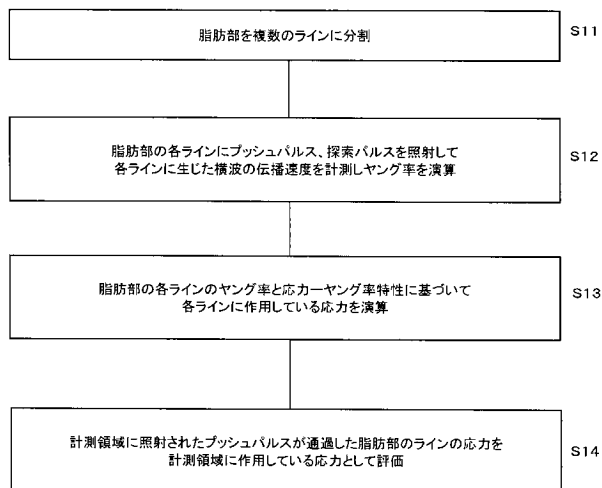 脂肪部を複数のラインに分割
S11
脂肪部の各ラインにプッシュパルス、探索パルスを照射して
各ラインに生じた横波の伝播速度を計測しヤング率を演算
S12
脂肪部の各ラインのヤング率と応力ーヤング率特性に基づいて
各ラインに作用している応力を演算
S13
計測領域に照射されたプッシュパルスが通過した脂肪部のラインの応力を
計測領域に作用している応力として評価
S14